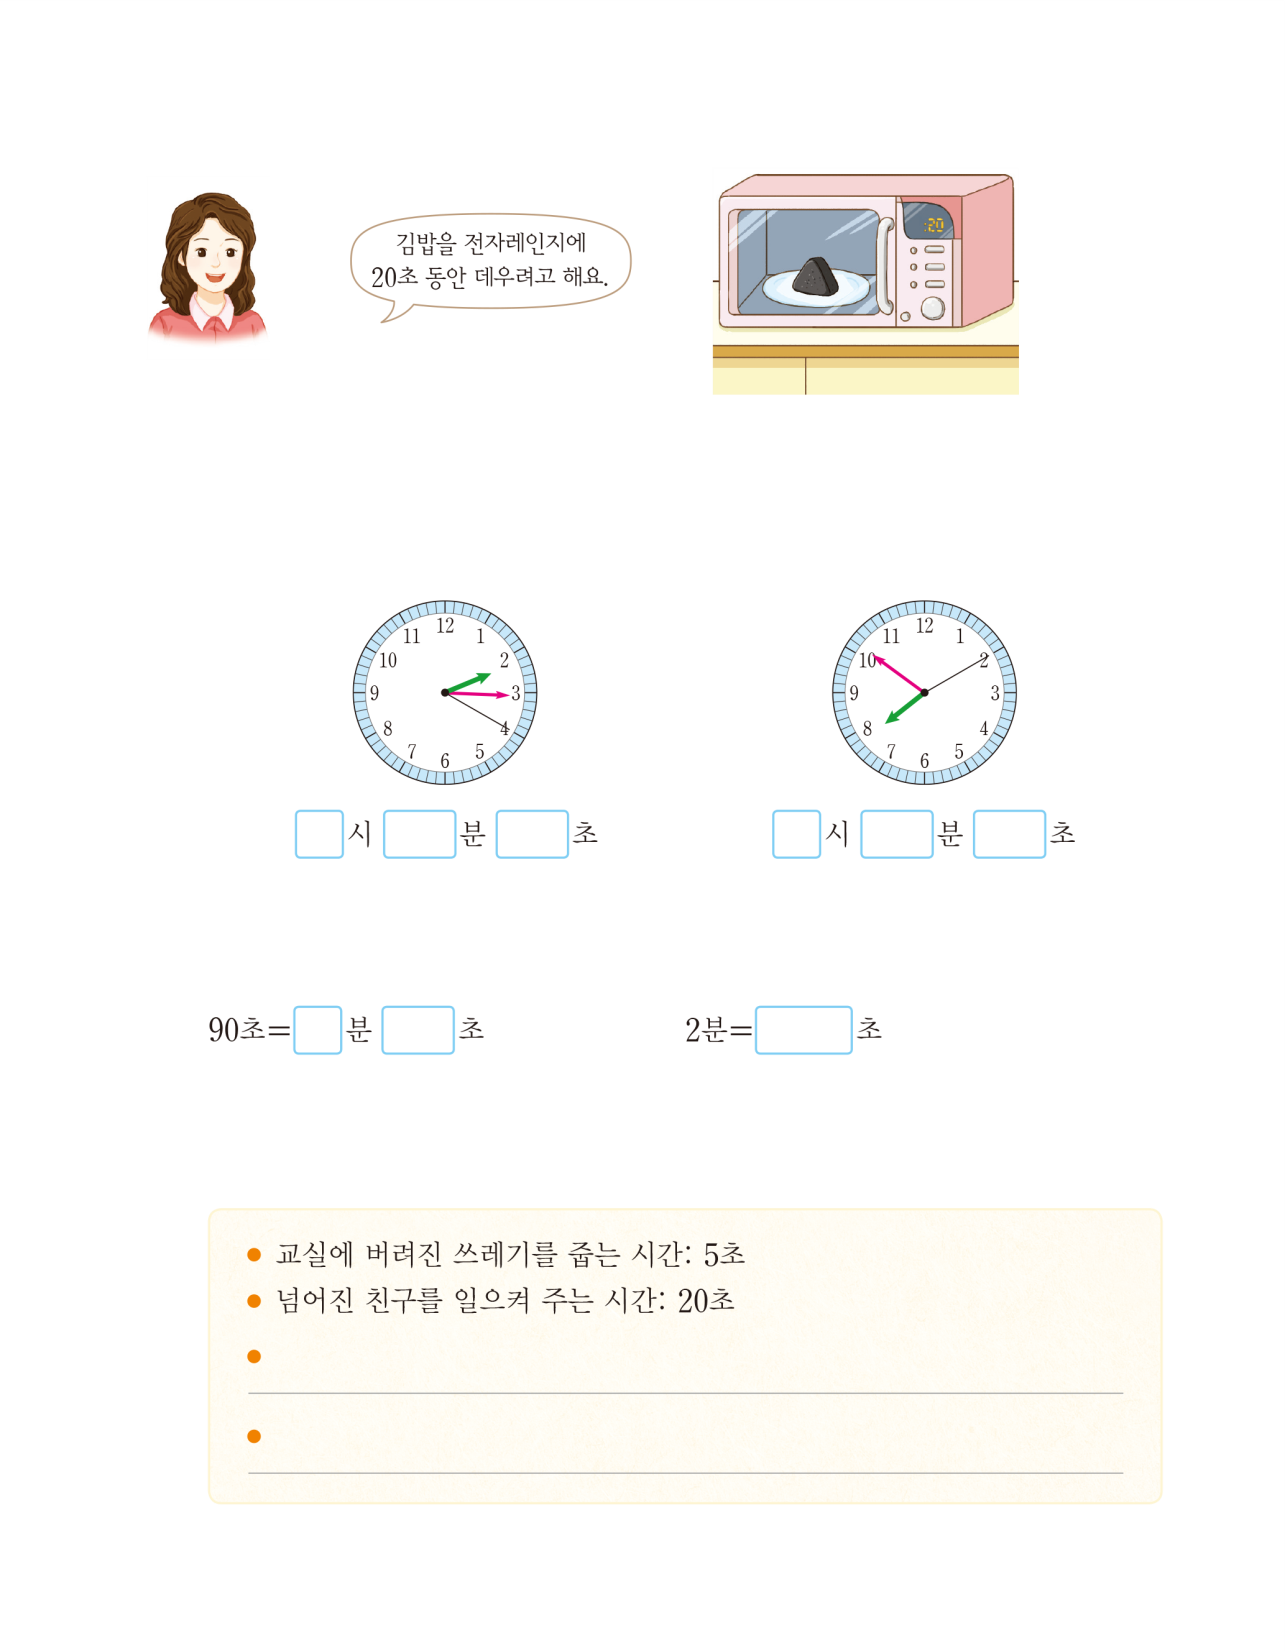 김밥을 전자레인지에
20초 동안 데우려고 해요.
:20
12 1 2 3 4 5 6 7 8 9 10 11
12 1 2 3 4 5 6 7 8 9 10 11
시 분 초
시 분 초
90초= 분 초
2분= 초
● 교실에 버려진 쓰레기를 줍는 시간: 5초
● 넘어진 친구를 일으켜 주는 시간: 20초
●
●